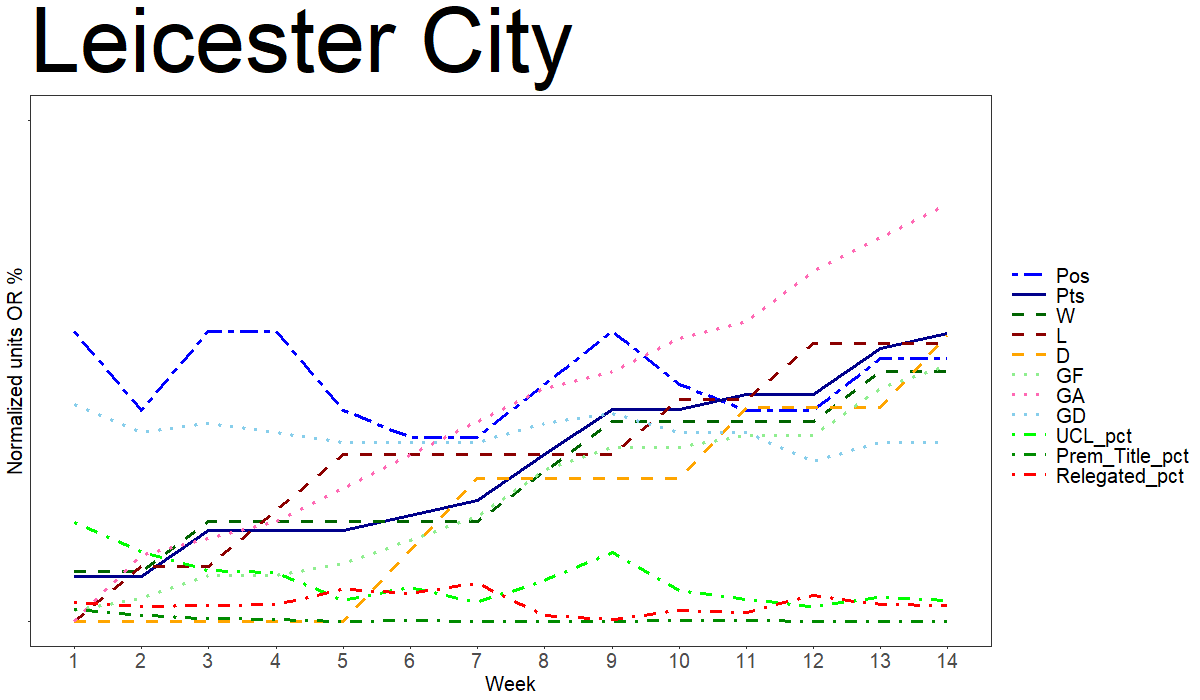 Leicester City
Normalized units OR %
Pos
Pts
W
L
D
GF
GA
GD
UCL_pct
Prem_Title_pct
Relegated_pct
1 2 3 4 5 6 7 8 9 10 11 12 13 14
Week